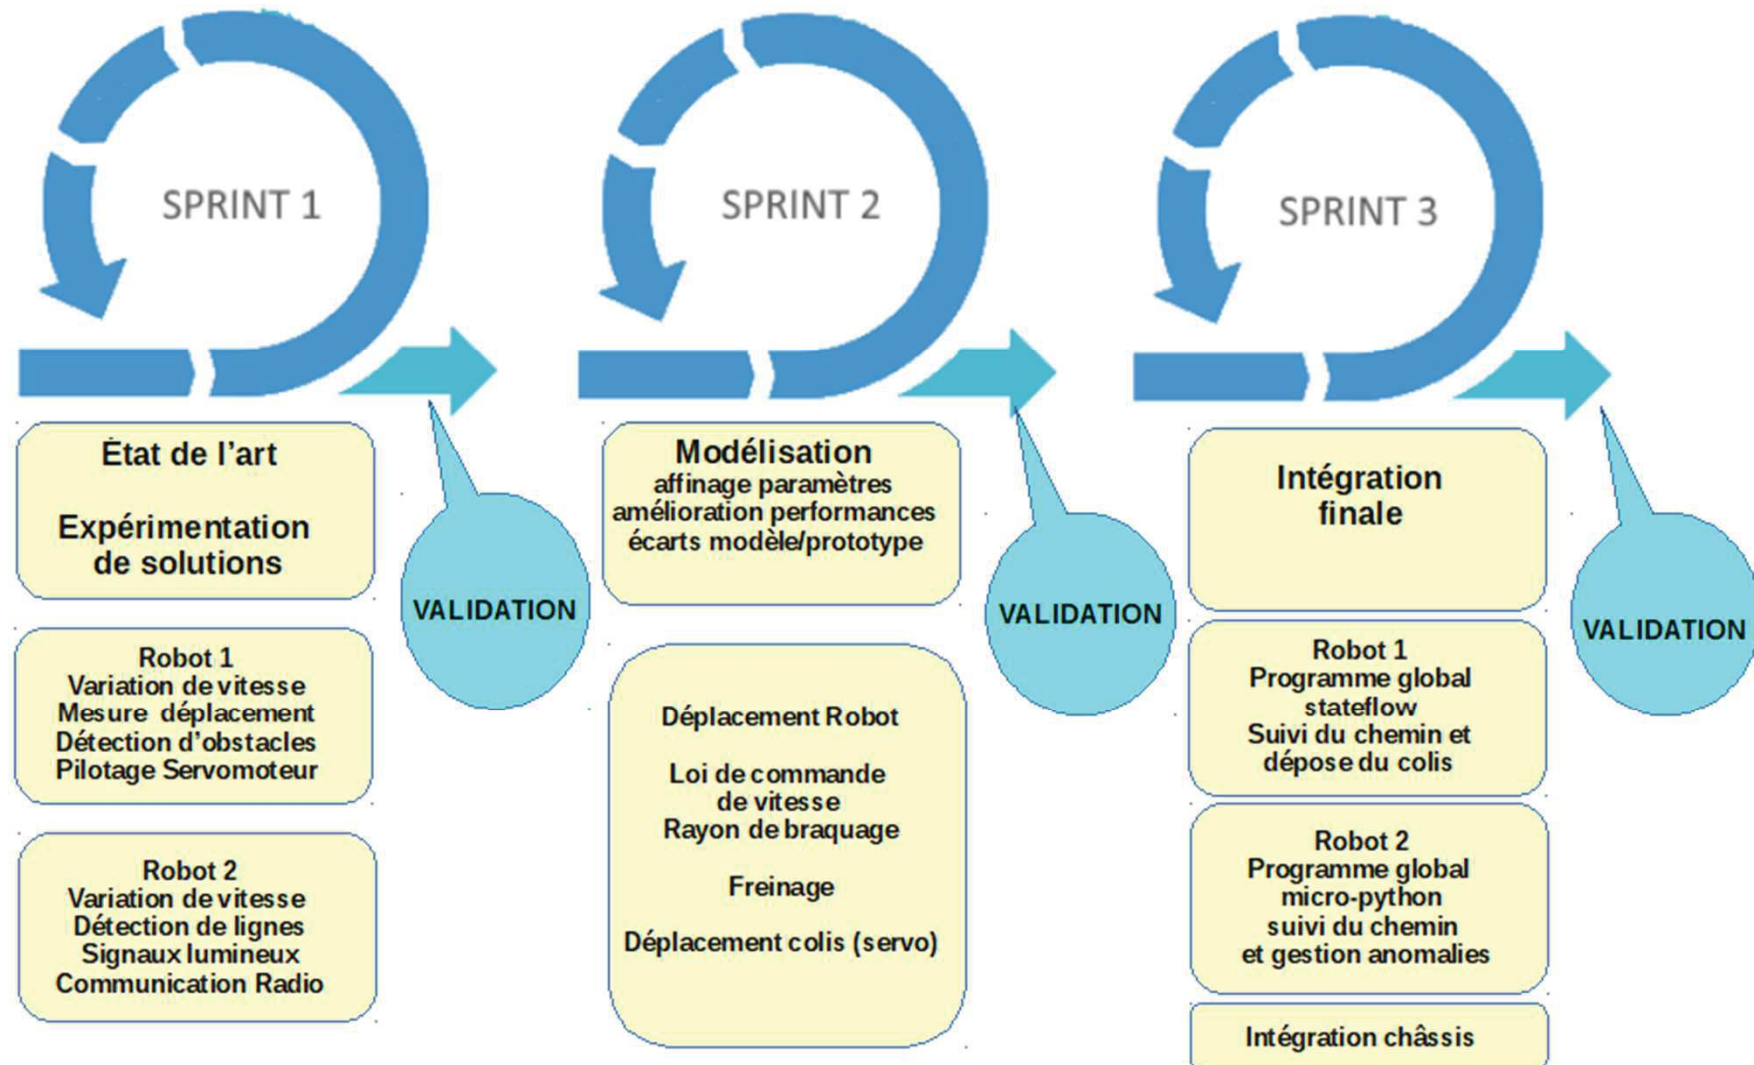 SPRINT 1
État de l'art
Expérimentation
de solutions
VALIDATION
Robot 1
Variation de vitesse
Mesure déplacement
Détection d'obstacles
Pilotage Servomoteur
Robot 2
Variation de vitesse
Détection de lignes
Signaux lumineux
Communication Radio
SPRINT 2
Modélisation
affinage paramètres
amélioration performances
écarts modèle/prototype
VALIDATION
Déplacement Robot
Loi de commande
de vitesse
Rayon de braquage
Freinage
Déplacement colis (servo)
SPRINT 3
Intégration
finale
VALIDATION
Robot 1
Programme global
stateflow
Suivi du chemin et
dépose du colis
Robot 2
Programme global
micro-python
suivi du chemin
et gestion anomalies
Intégration châssis